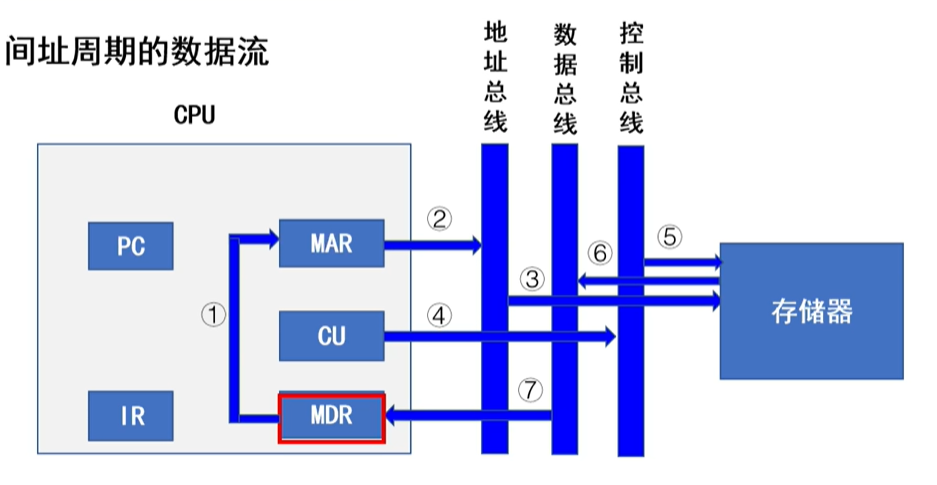 间址周期的数据流
CPU
地址总线
数据总线
控制总线
PC
MAR
②
⑤
⑥
③
存储器
①
CU
④
IR
MDR
⑦